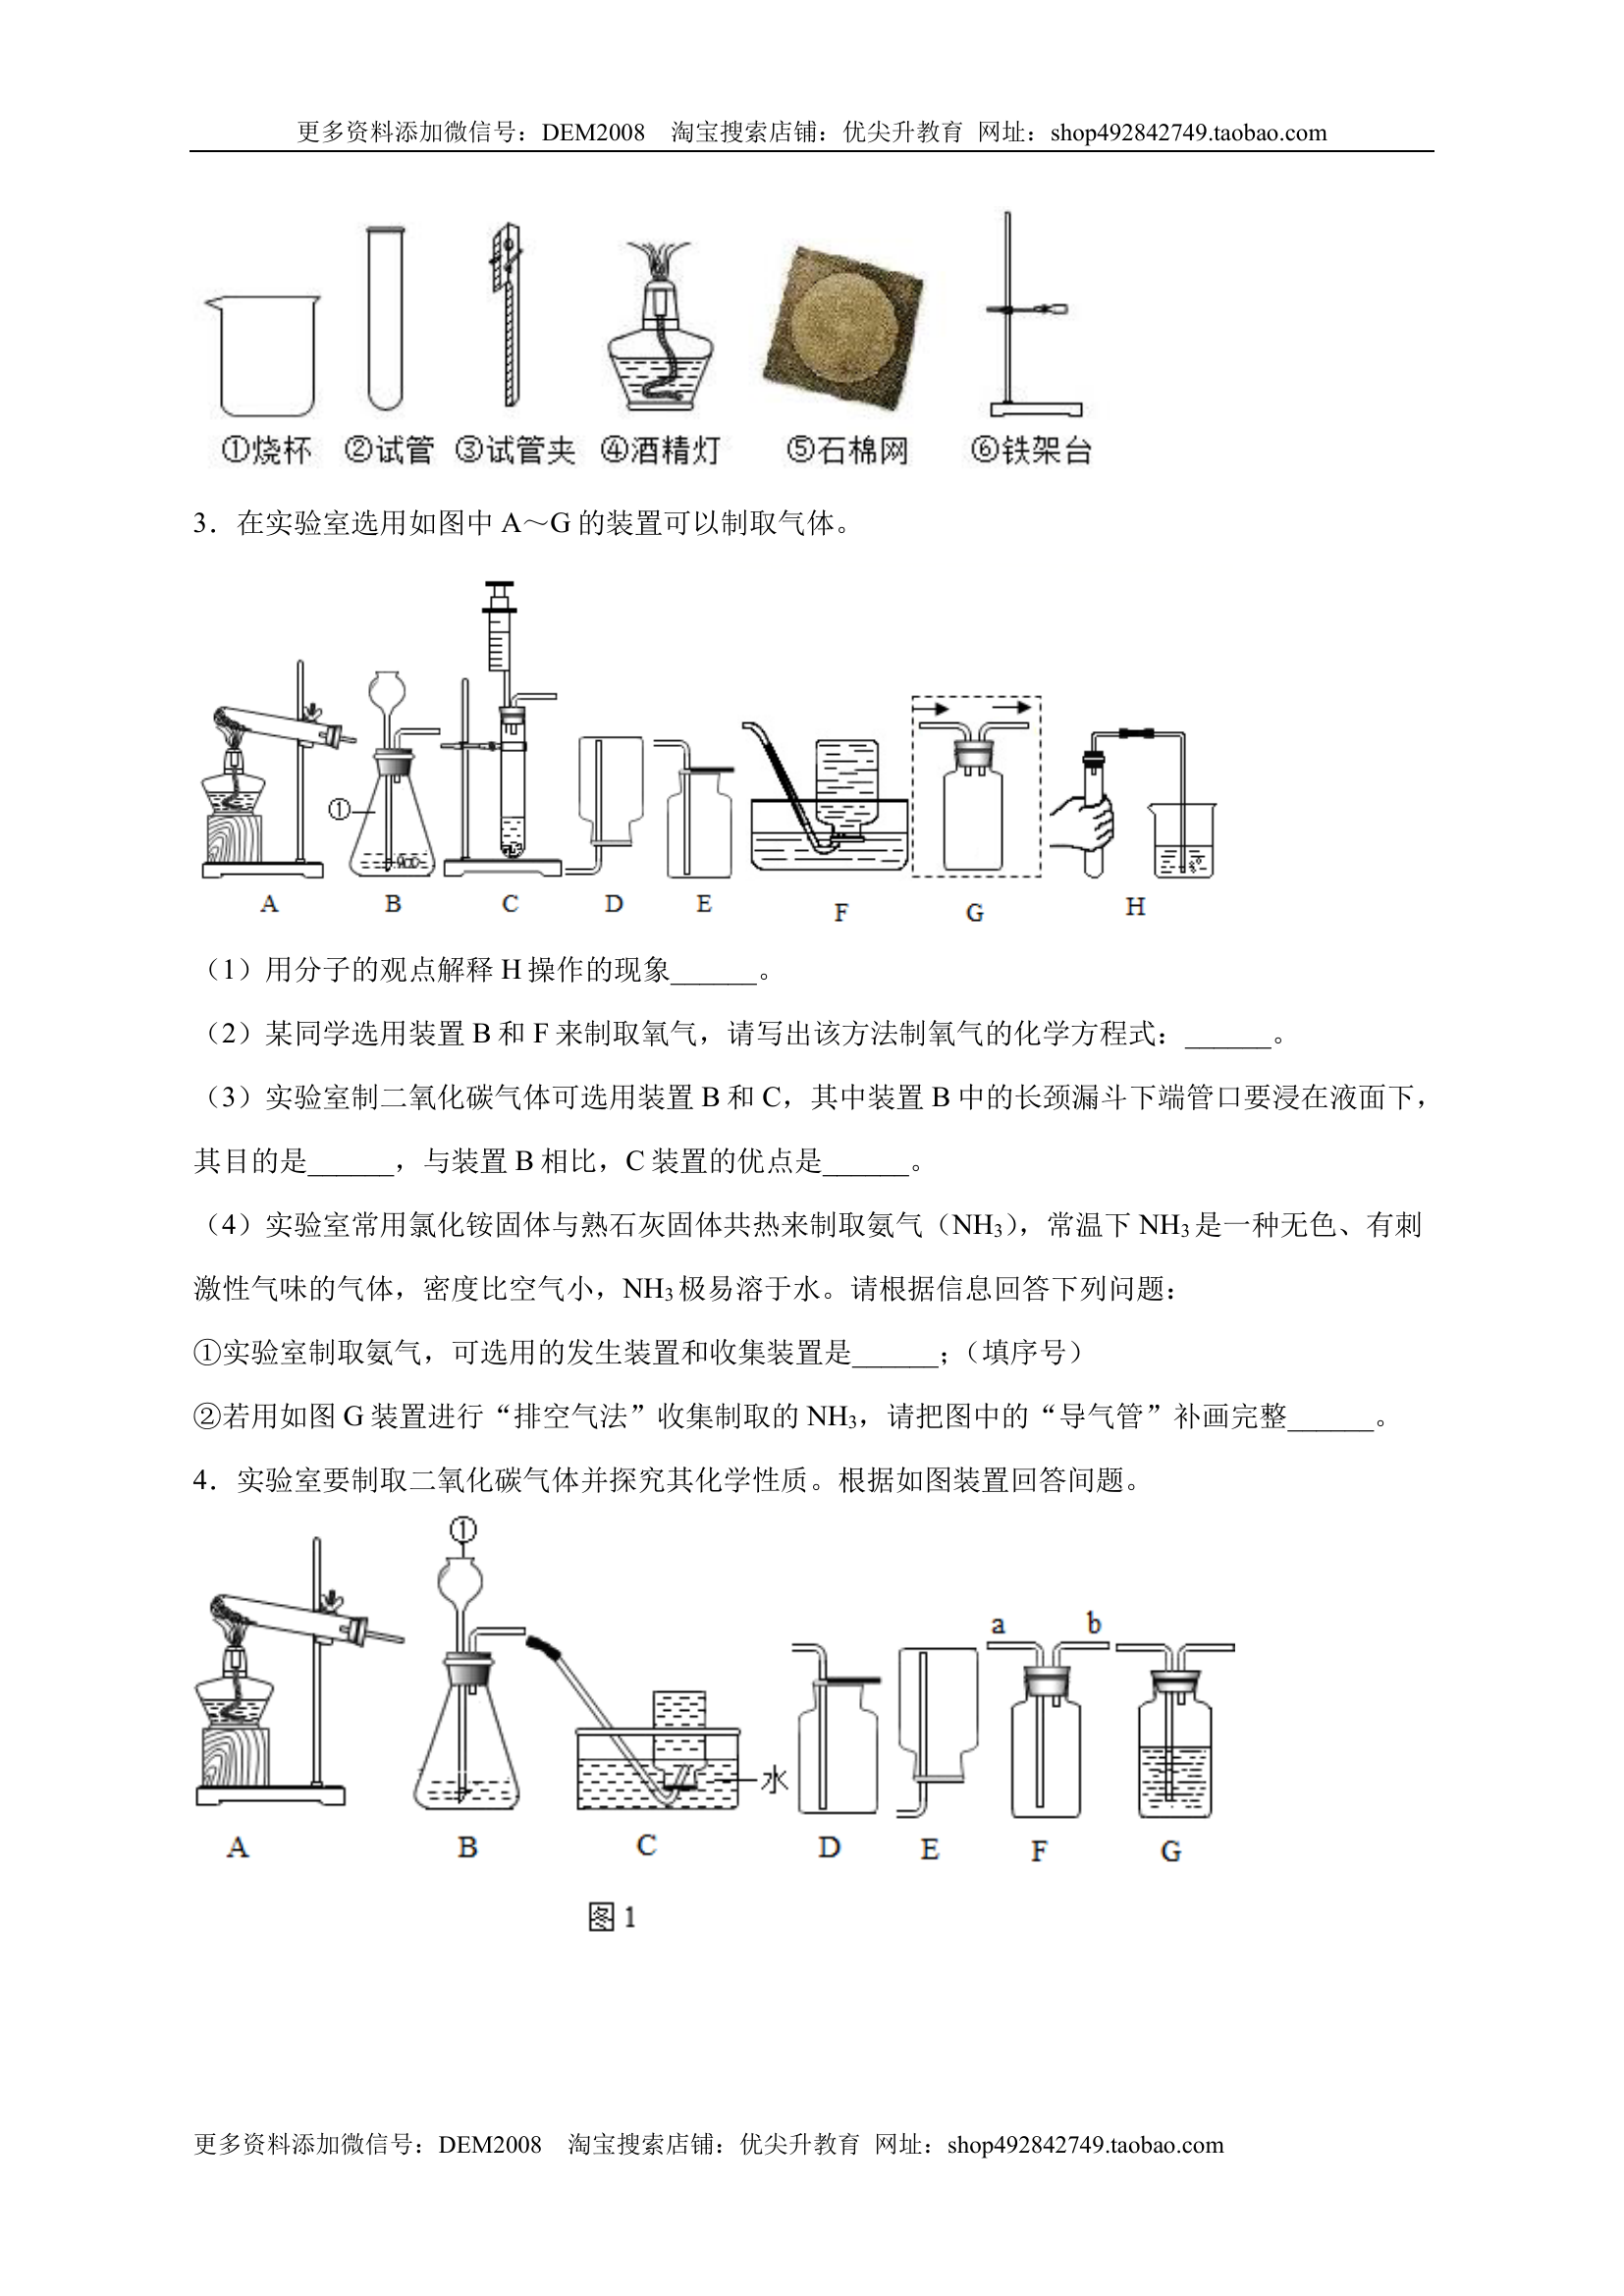 更多资料添加微信号：DEM2008 淘宝搜索店铺：优尖升教育 网址：shop492842749.taobao.com
①烧杯 ②试管 ③试管夹 ④酒精灯 ⑤石棉网 ⑥铁架台
3．在实验室选用如图中 A～G 的装置可以制取气体。
①
A B C D E F G H
（1）用分子的观点解释 H 操作的现象______。
（2）某同学选用装置 B 和 F 来制取氧气，请写出该方法制氧气的化学方程式：______。
（3）实验室制二氧化碳气体可选用装置 B 和 C，其中装置 B 中的长颈漏斗下端管口要浸在液面下，
其目的是______，与装置 B 相比，C 装置的优点是______。
（4）实验室常用氯化铵固体与熟石灰固体共热来制取氨气（NH₃），常温下 NH₃ 是一种无色、有刺
激性气味的气体，密度比空气小，NH₃ 极易溶于水。请根据信息回答下列问题：
①实验室制取氨气，可选用的发生装置和收集装置是______；（填序号）
②若用如图 G 装置进行“排空气法”收集制取的 NH₃，请把图中的“导气管”补画完整______。
4．实验室要制取二氧化碳气体并探究其化学性质。根据如图装置回答问题。
①
a b
水
A B C D E F G
图1
更多资料添加微信号：DEM2008 淘宝搜索店铺：优尖升教育 网址：shop492842749.taobao.com